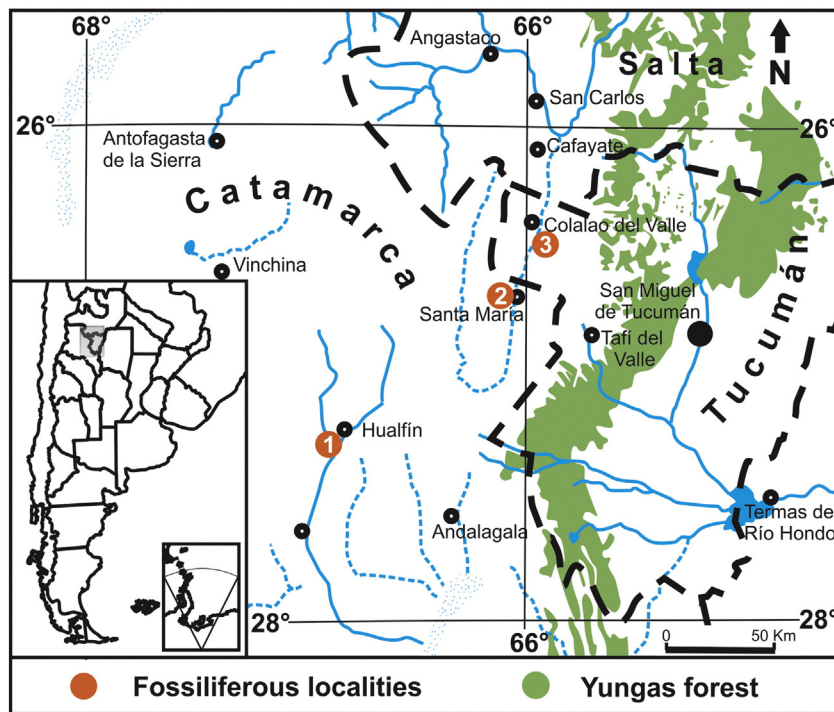 68°
66°
Angastaco
Salta
N
San Carlos
26°
26°
Antofagasta
de la Sierra
Cafayate
Catamarca
Colalao del Valle
3
Vinchina
2
Santa María
San Miguel
de Tucumán
Tafí del
Valle
Tucumán
1
Hualfín
Andalagala
Termas de
Río Hondo
28°
66°
28°
0 50 Km
Fossiliferous localities
Yungas forest